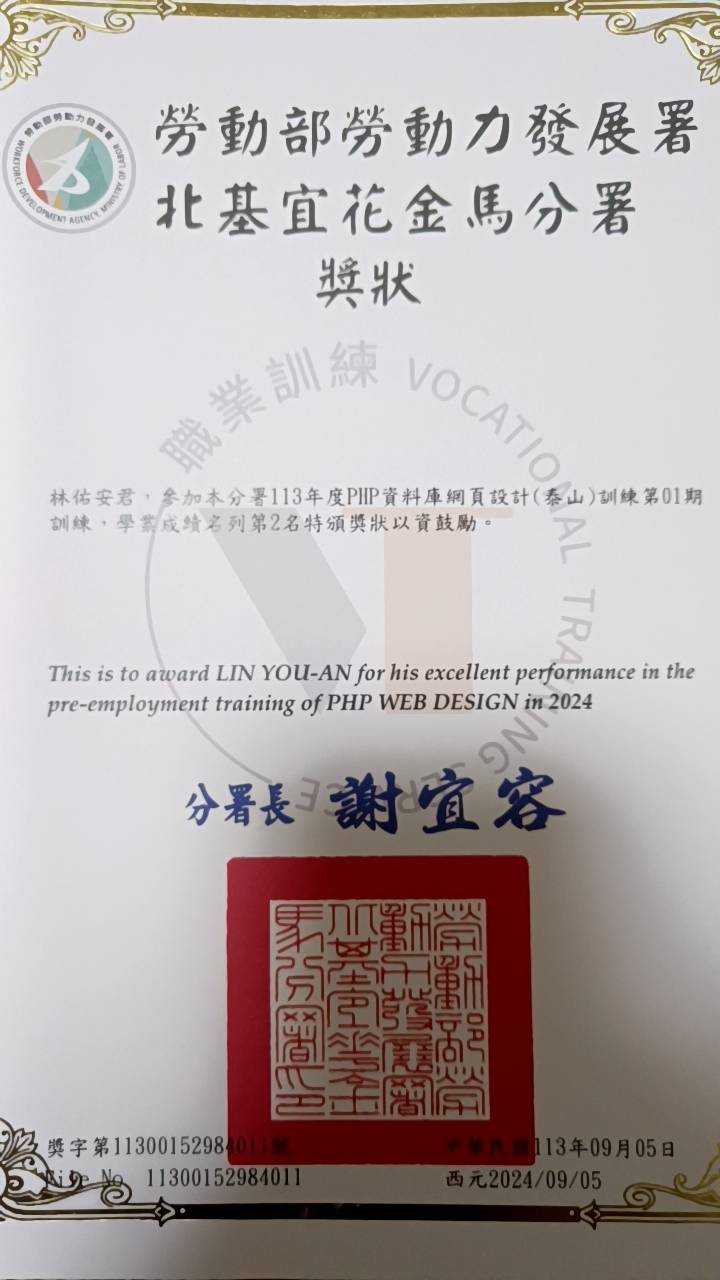 勞動部勞動力發展署
WORKFORCE DEVELOPMENT AGENCY, MINISTRY OF LABOR
勞動部勞動力發展署
北基宜花金馬分署
獎狀
職業訓練 VOCATIONAL TRAINING SERVICE
林佑安君，參加本分署113年度PHP資料庫網頁設計(泰山)訓練第01期
訓練，學業成績名列第2名特頒獎狀以資鼓勵。
This is to award LIN YOU-AN for his excellent performance in the
pre-employment training of PHP WEB DESIGN in 2024
分署長 謝宜容
勞動部勞
動力發展署
北基宜花金
馬分署印
獎字第11300152984011號
中華民國113年09月05日
File No 11300152984011
西元2024/09/05